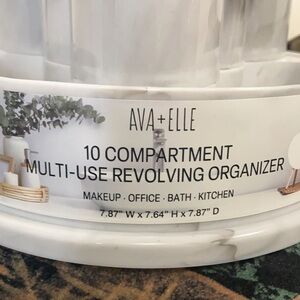 AVA+ELLE
10 COMPARTMENT
MULTI-USE REVOLVING ORGANIZER
MAKEUP · OFFICE · BATH · KITCHEN
7.87" W x 7.64" H x 7.87" D